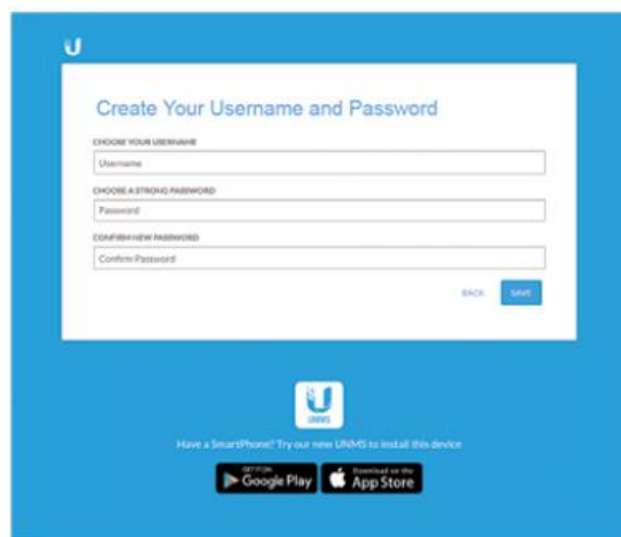 U
Create Your Username and Password
CHOOSE YOUR USERNAME
Username
CHOOSE A STRONG PASSWORD
Password
CONFIRM NEW PASSWORD
Confirm Password
BACK SAVE
U
UNMS
Have a SmartPhone? Try our new UNMS to install this device
GET IT ON Google Play
Download on the App Store